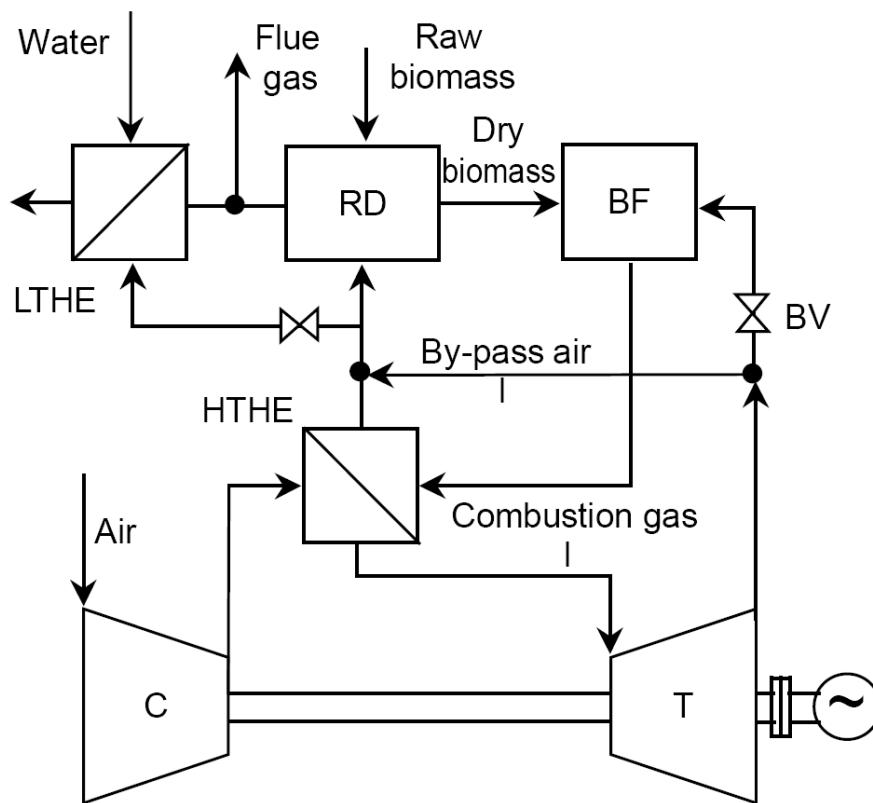 Water
Flue
gas
Raw
biomass
Dry
biomass
RD
BF
LTHE
BV
By-pass air
HTHE
Combustion gas
Air
C
T
~